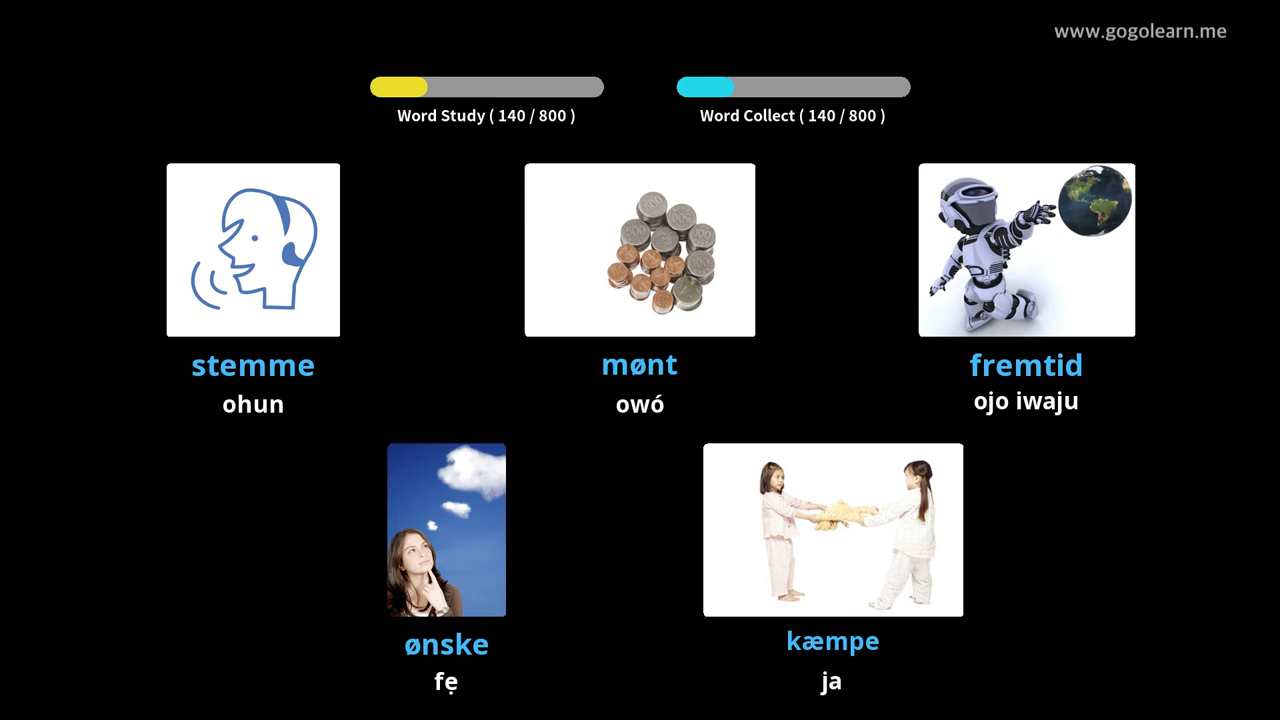 www.gogolearn.me
Word Study ( 140 / 800 )
Word Collect ( 140 / 800 )
stemme
ohun
mønt
owó
fremtid
ojo iwaju
ønske
fẹ
kæmpe
ja